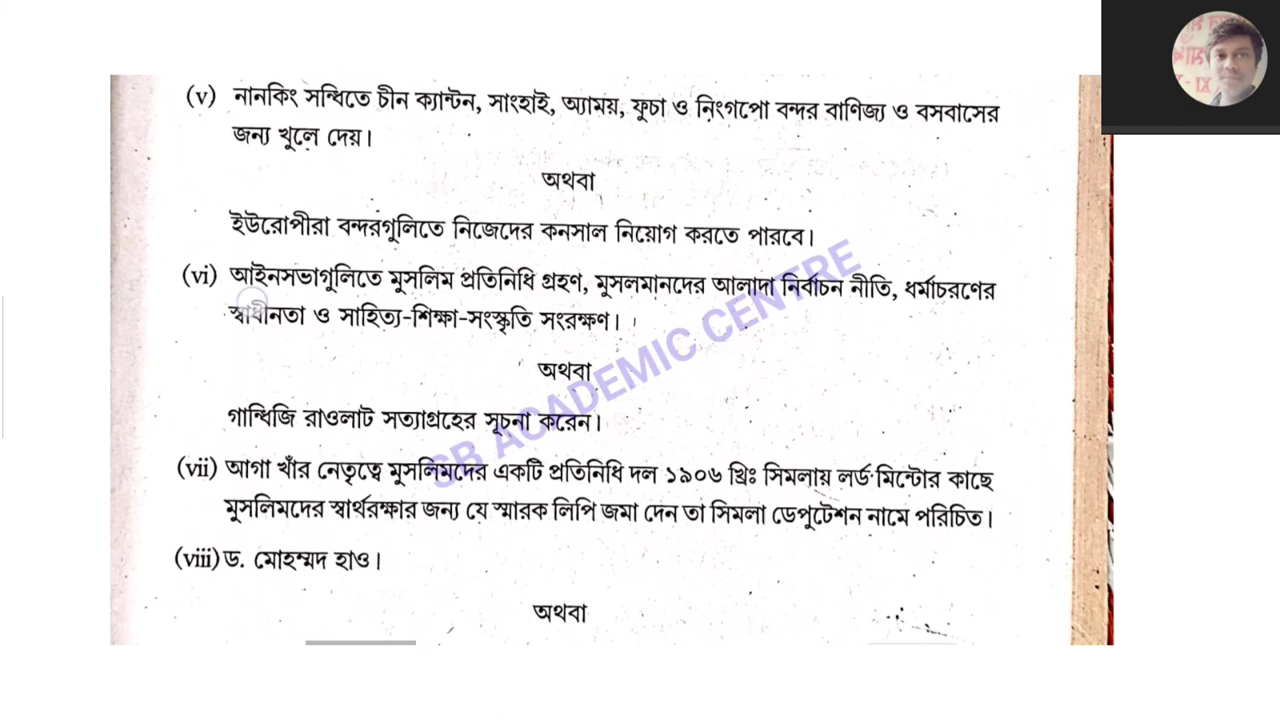 (v) নানকিং সন্ধিতে চীন ক্যান্টন, সাংহাই, অ্যাময়, ফুচা ও নিংগপো বন্দর বাণিজ্য ও বসবাসের
জন্য খুলে দেয়।
অথবা
ইউরোপীরা বন্দরগুলিতে নিজেদের কনসাল নিয়োগ করতে পারবে।
(vi) আইনসভাগুলিতে মুসলিম প্রতিনিধি গ্রহণ, মুসলমানদের আলাদা নির্বাচন নীতি, ধর্মাচরণের
স্বাধীনতা ও সাহিত্য-শিক্ষা-সংস্কৃতি সংরক্ষণ।
অথবা
গান্ধিজি রাওলাট সত্যাগ্রহের সূচনা করেন।
(vii) আগা খাঁর নেতৃত্বে মুসলিমদের একটি প্রতিনিধি দল ১৯০৬ খ্রিঃ সিমলায় লর্ড মিন্টোর কাছে
মুসলিমদের স্বার্থরক্ষার জন্য যে স্মারক লিপি জমা দেন তা সিমলা ডেপুটেশন নামে পরিচিত।
(viii) ড. মোহম্মদ হাও।
অথবা
SB ACADEMIC CENTRE